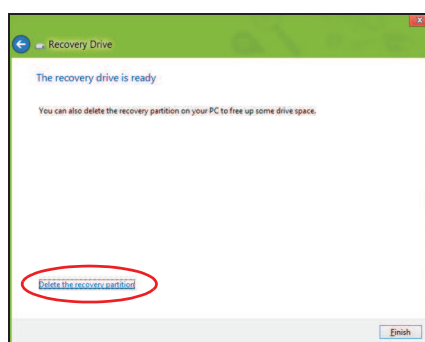 Recovery Drive
The recovery drive is ready
You can also delete the recovery partition on your PC to free up some drive space.
Delete the recovery partition
Finish